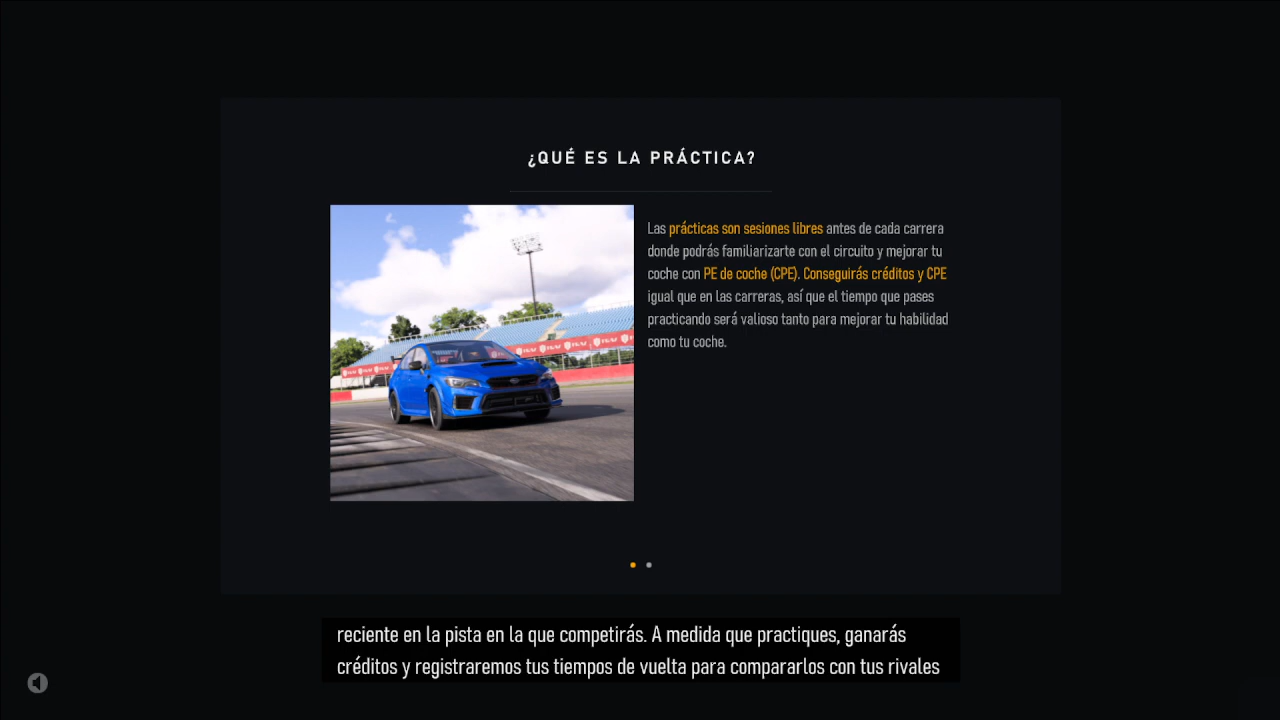 ¿QUÉ ES LA PRÁCTICA?
Las prácticas son sesiones libres antes de cada carrera
donde podrás familiarizarte con el circuito y mejorar tu
coche con PE de coche (CPE). Conseguirás créditos y CPE
igual que en las carreras, así que el tiempo que pases
practicando será valioso tanto para mejorar tu habilidad
como tu coche.
reciente en la pista en la que competirás. A medida que practiques, ganarás
créditos y registraremos tus tiempos de vuelta para compararlos con tus rivales